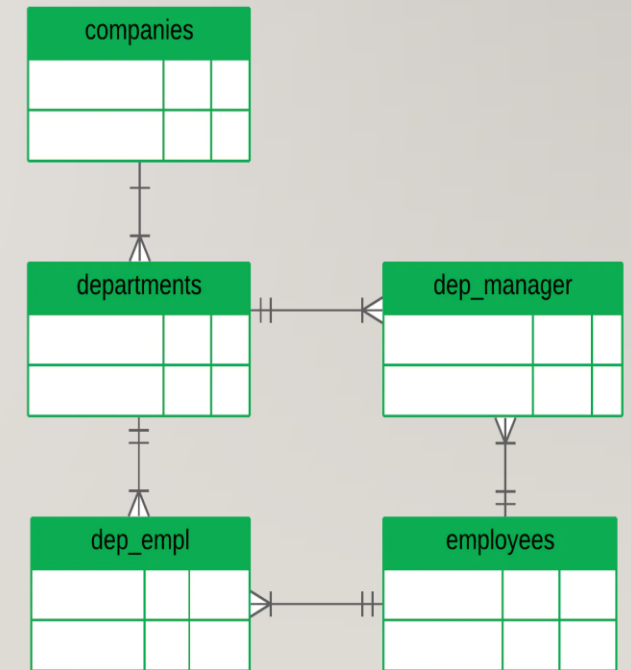 companies
departments
dep_manager
dep_empl
employees